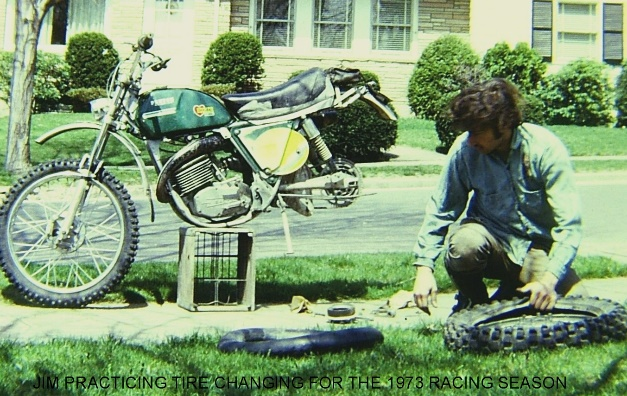 JIM PRACTICING TIRE CHANGING FOR THE 1973 RACING SEASON